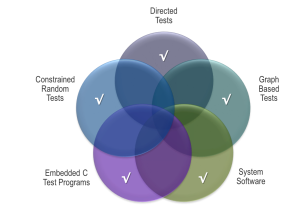 Directed
Tests
√
Constrained
Random
Tests
√
Graph
Based
Tests
√
Embedded C
Test Programs
√
System
Software
√